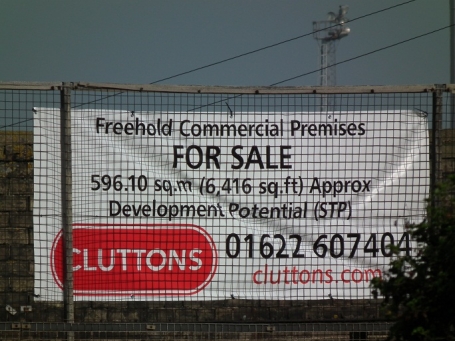 Freehold Commercial Premises
FOR SALE
596.10 sq.m (6,416 sq.ft) Approx
Development Potential (STP)
CLUTTONS 01622 607404
cluttons.com